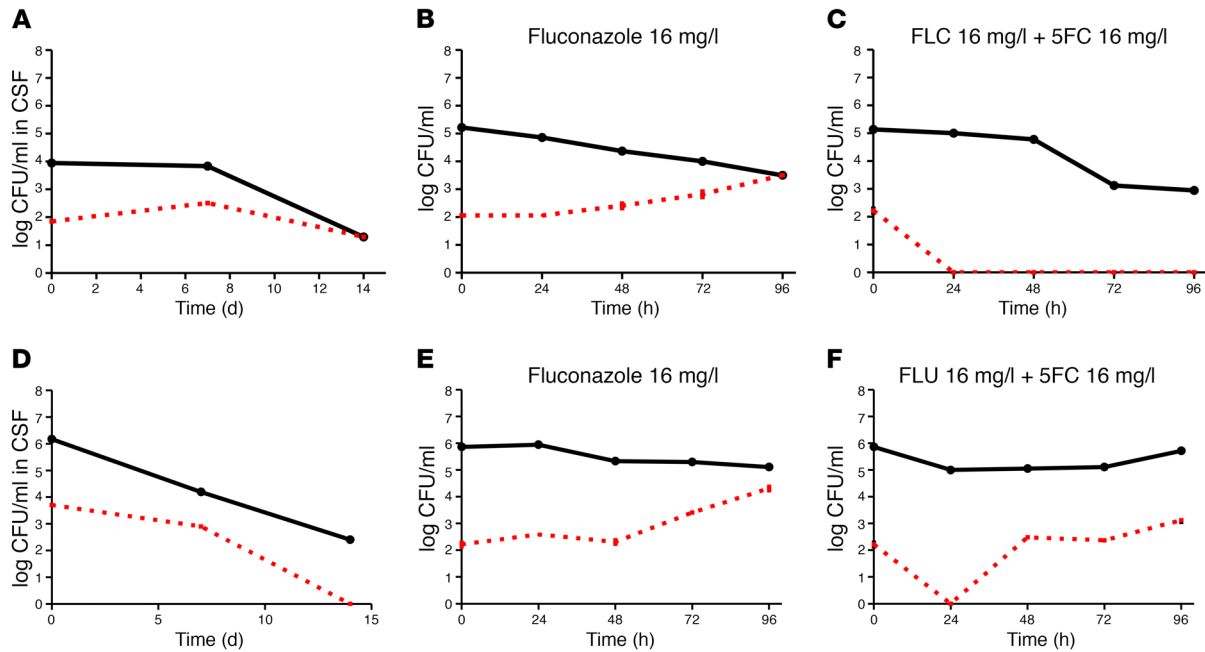 A
log CFU/ml in CSF
8
7
6
5
4
3
2
1
0
0 2 4 6 8 10 12 14
Time (d)
B
Fluconazole 16 mg/l
log CFU/ml
8
7
6
5
4
3
2
1
0
0 24 48 72 96
Time (h)
C
FLC 16 mg/l + 5FC 16 mg/l
log CFU/ml
8
7
6
5
4
3
2
1
0
0 24 48 72 96
Time (h)
D
log CFU/ml in CSF
8
7
6
5
4
3
2
1
0
0 5 10 15
Time (d)
E
Fluconazole 16 mg/l
log CFU/ml
8
7
6
5
4
3
2
1
0
0 24 48 72 96
Time (h)
F
FLU 16 mg/l + 5FC 16 mg/l
log CFU/ml
8
7
6
5
4
3
2
1
0
0 24 48 72 96
Time (h)